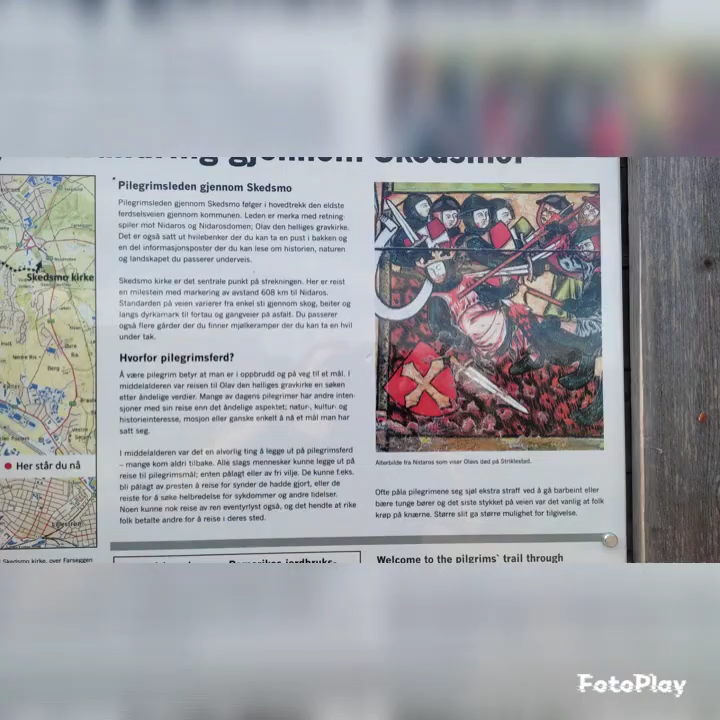 gjennom Skedsmo
Pilegrimsleden gjennom Skedsmo
Pilegrimsleden gjennom Skedsmo følger i hovedtrekk den eldste
ferdselsveien gjennom kommunen. Leden er merka med retning-
spiler mot Nidaros og Nidarosdomen; Olav den helliges gravkirke.
Det er også satt ut hvilebenker der du kan ta en pust i bakken og
en del informasjonsposter der du kan lese om historien, naturen
og landskapet du passerer underveis.
Skedsmo kirke er det sentrale punkt på strekningen. Her er reist
en milestein med markering av avstand 608 km til Nidaros.
Standarden på veien varierer fra enkel sti gjennom skog, beiter og
langs dyrkamark til fortau og gangveier på asfalt. Du passerer
også flere gårder der du finner mjølkeramper der du kan ta en hvil
under tak.
Hvorfor pilegrimsferd?
Å være pilegrim betyr at man er i oppbrudd og på veg til et mål. I
middelalderen var reisen til Olav den helliges gravkirke en søken
etter åndelige verdier. Mange av dagens pilegrimer har andre inten-
sjoner med sin reise enn det åndelige aspektet; natur-, kultur- og
historieinteresse, mosjon eller ganske enkelt å nå et mål man har
satt seg.
I middelalderen var det en alvorlig ting å legge ut på pilegrimsferd
– mange kom aldri tilbake. Alle slags mennesker kunne legge ut på
reise til pilegrimsmål; enten pålagt eller av fri vilje. De kunne f.eks.
bli pålagt av presten å reise for synder de hadde gjort, eller de
reiste for å søke helbredelse for sykdommer og andre lidelser.
Noen kunne nok reise av ren eventyrlyst også, og det hendte at rike
folk betalte andre for å reise i deres sted.
Alterbilde fra Nidaros som viser Olavs død på Stiklestad.
Ofte påla pilegrimene seg sjøl ekstra straff ved å gå barbeint eller
bære tunge bører og det siste stykket på veien var det vanlig at folk
krøp på knærne. Større slit ga større mulighet for tilgivelse.
Welcome to the pilgrims' trail through
Romerikes jordbruks-
Skedsmo kirke
Her står du nå
Skedsmo kirke, over Farseggen
FotoPlay